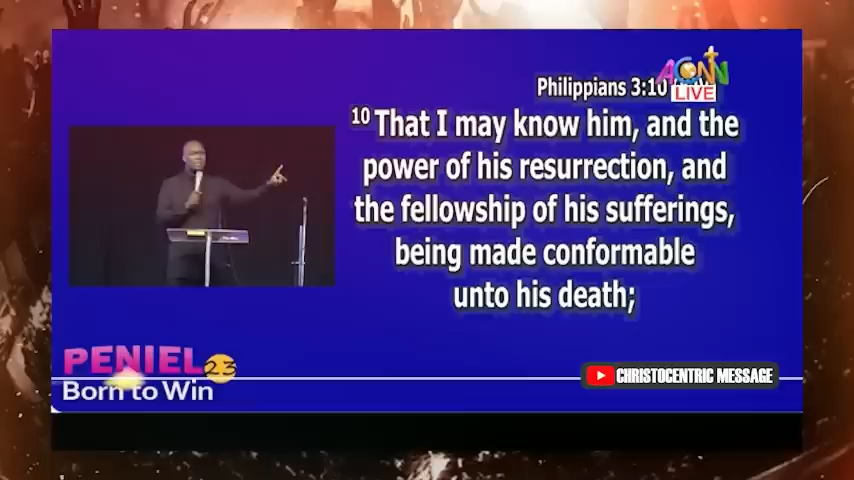 Philippians 3:10
ACNN
LIVE
10 That I may know him, and the
power of his resurrection, and
the fellowship of his sufferings,
being made conformable
unto his death;
PENIEL 23
Born to Win
CHRISTOCENTRIC MESSAGE